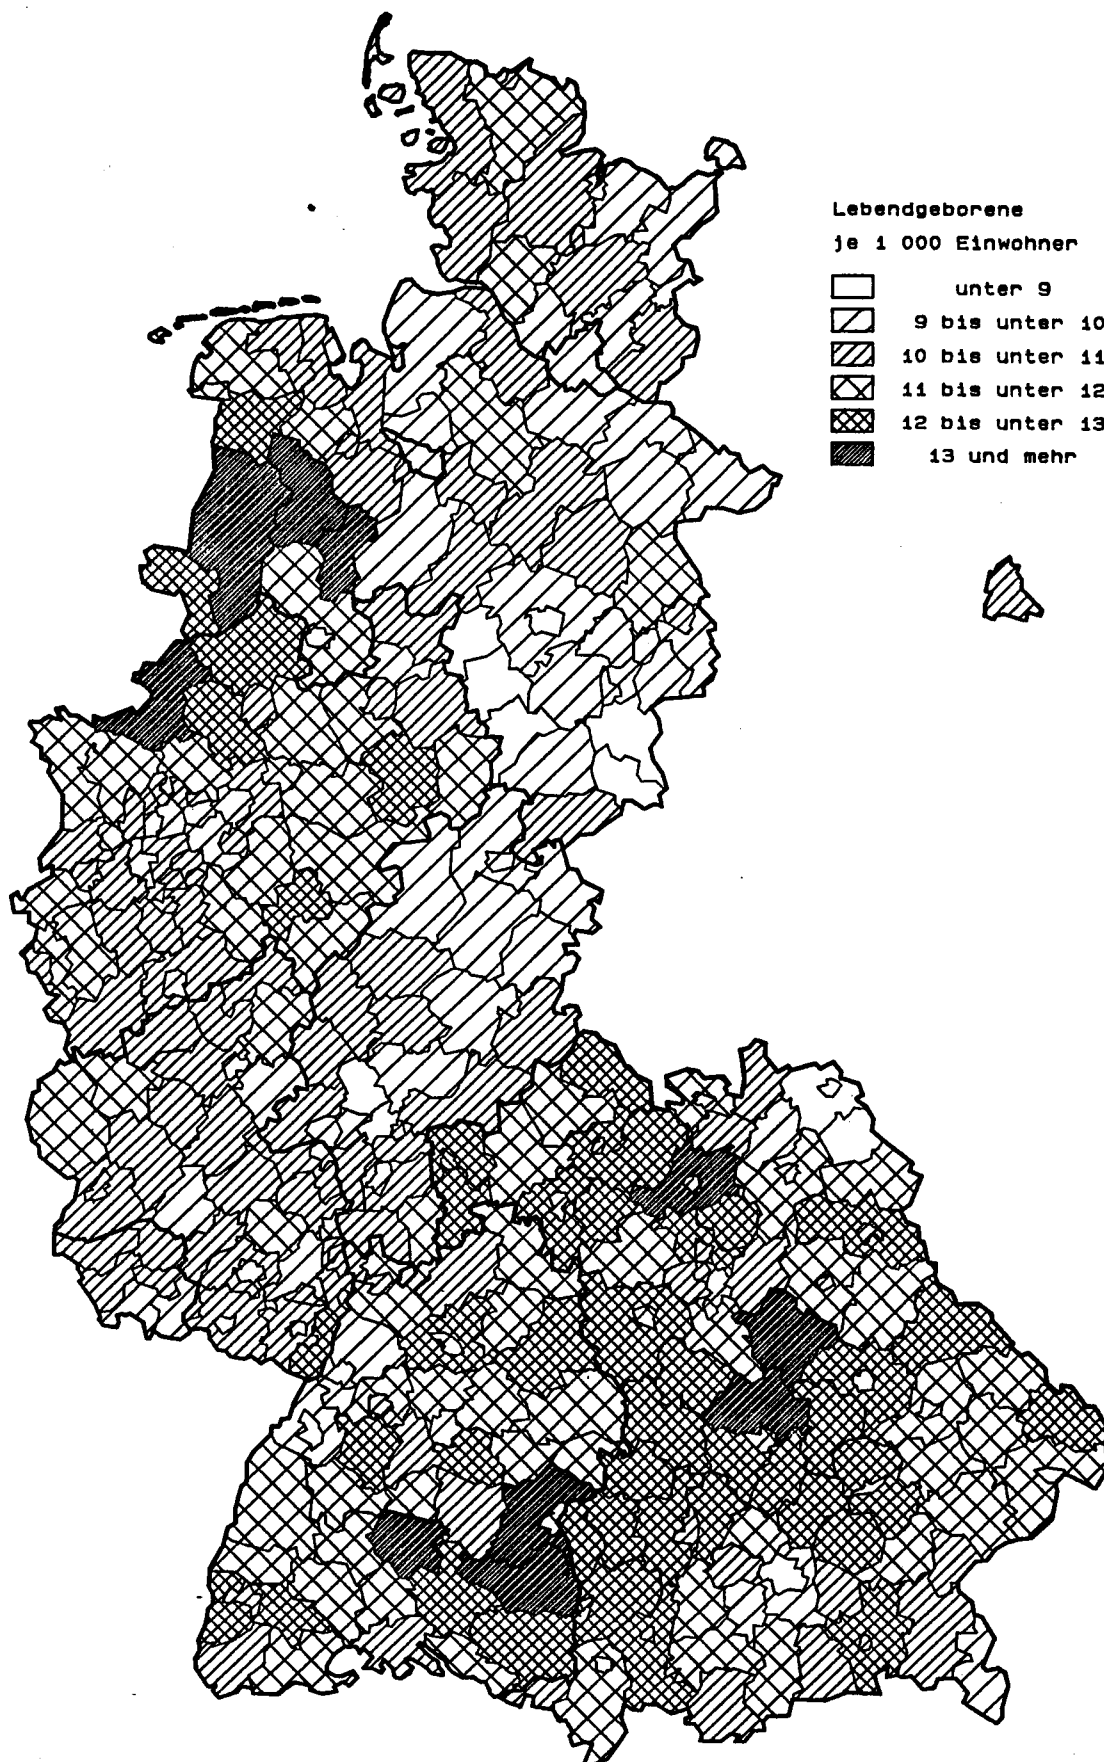 Lebendgeborene
je 1 000 Einwohner
unter 9
9 bis unter 10
10 bis unter 11
11 bis unter 12
12 bis unter 13
13 und mehr